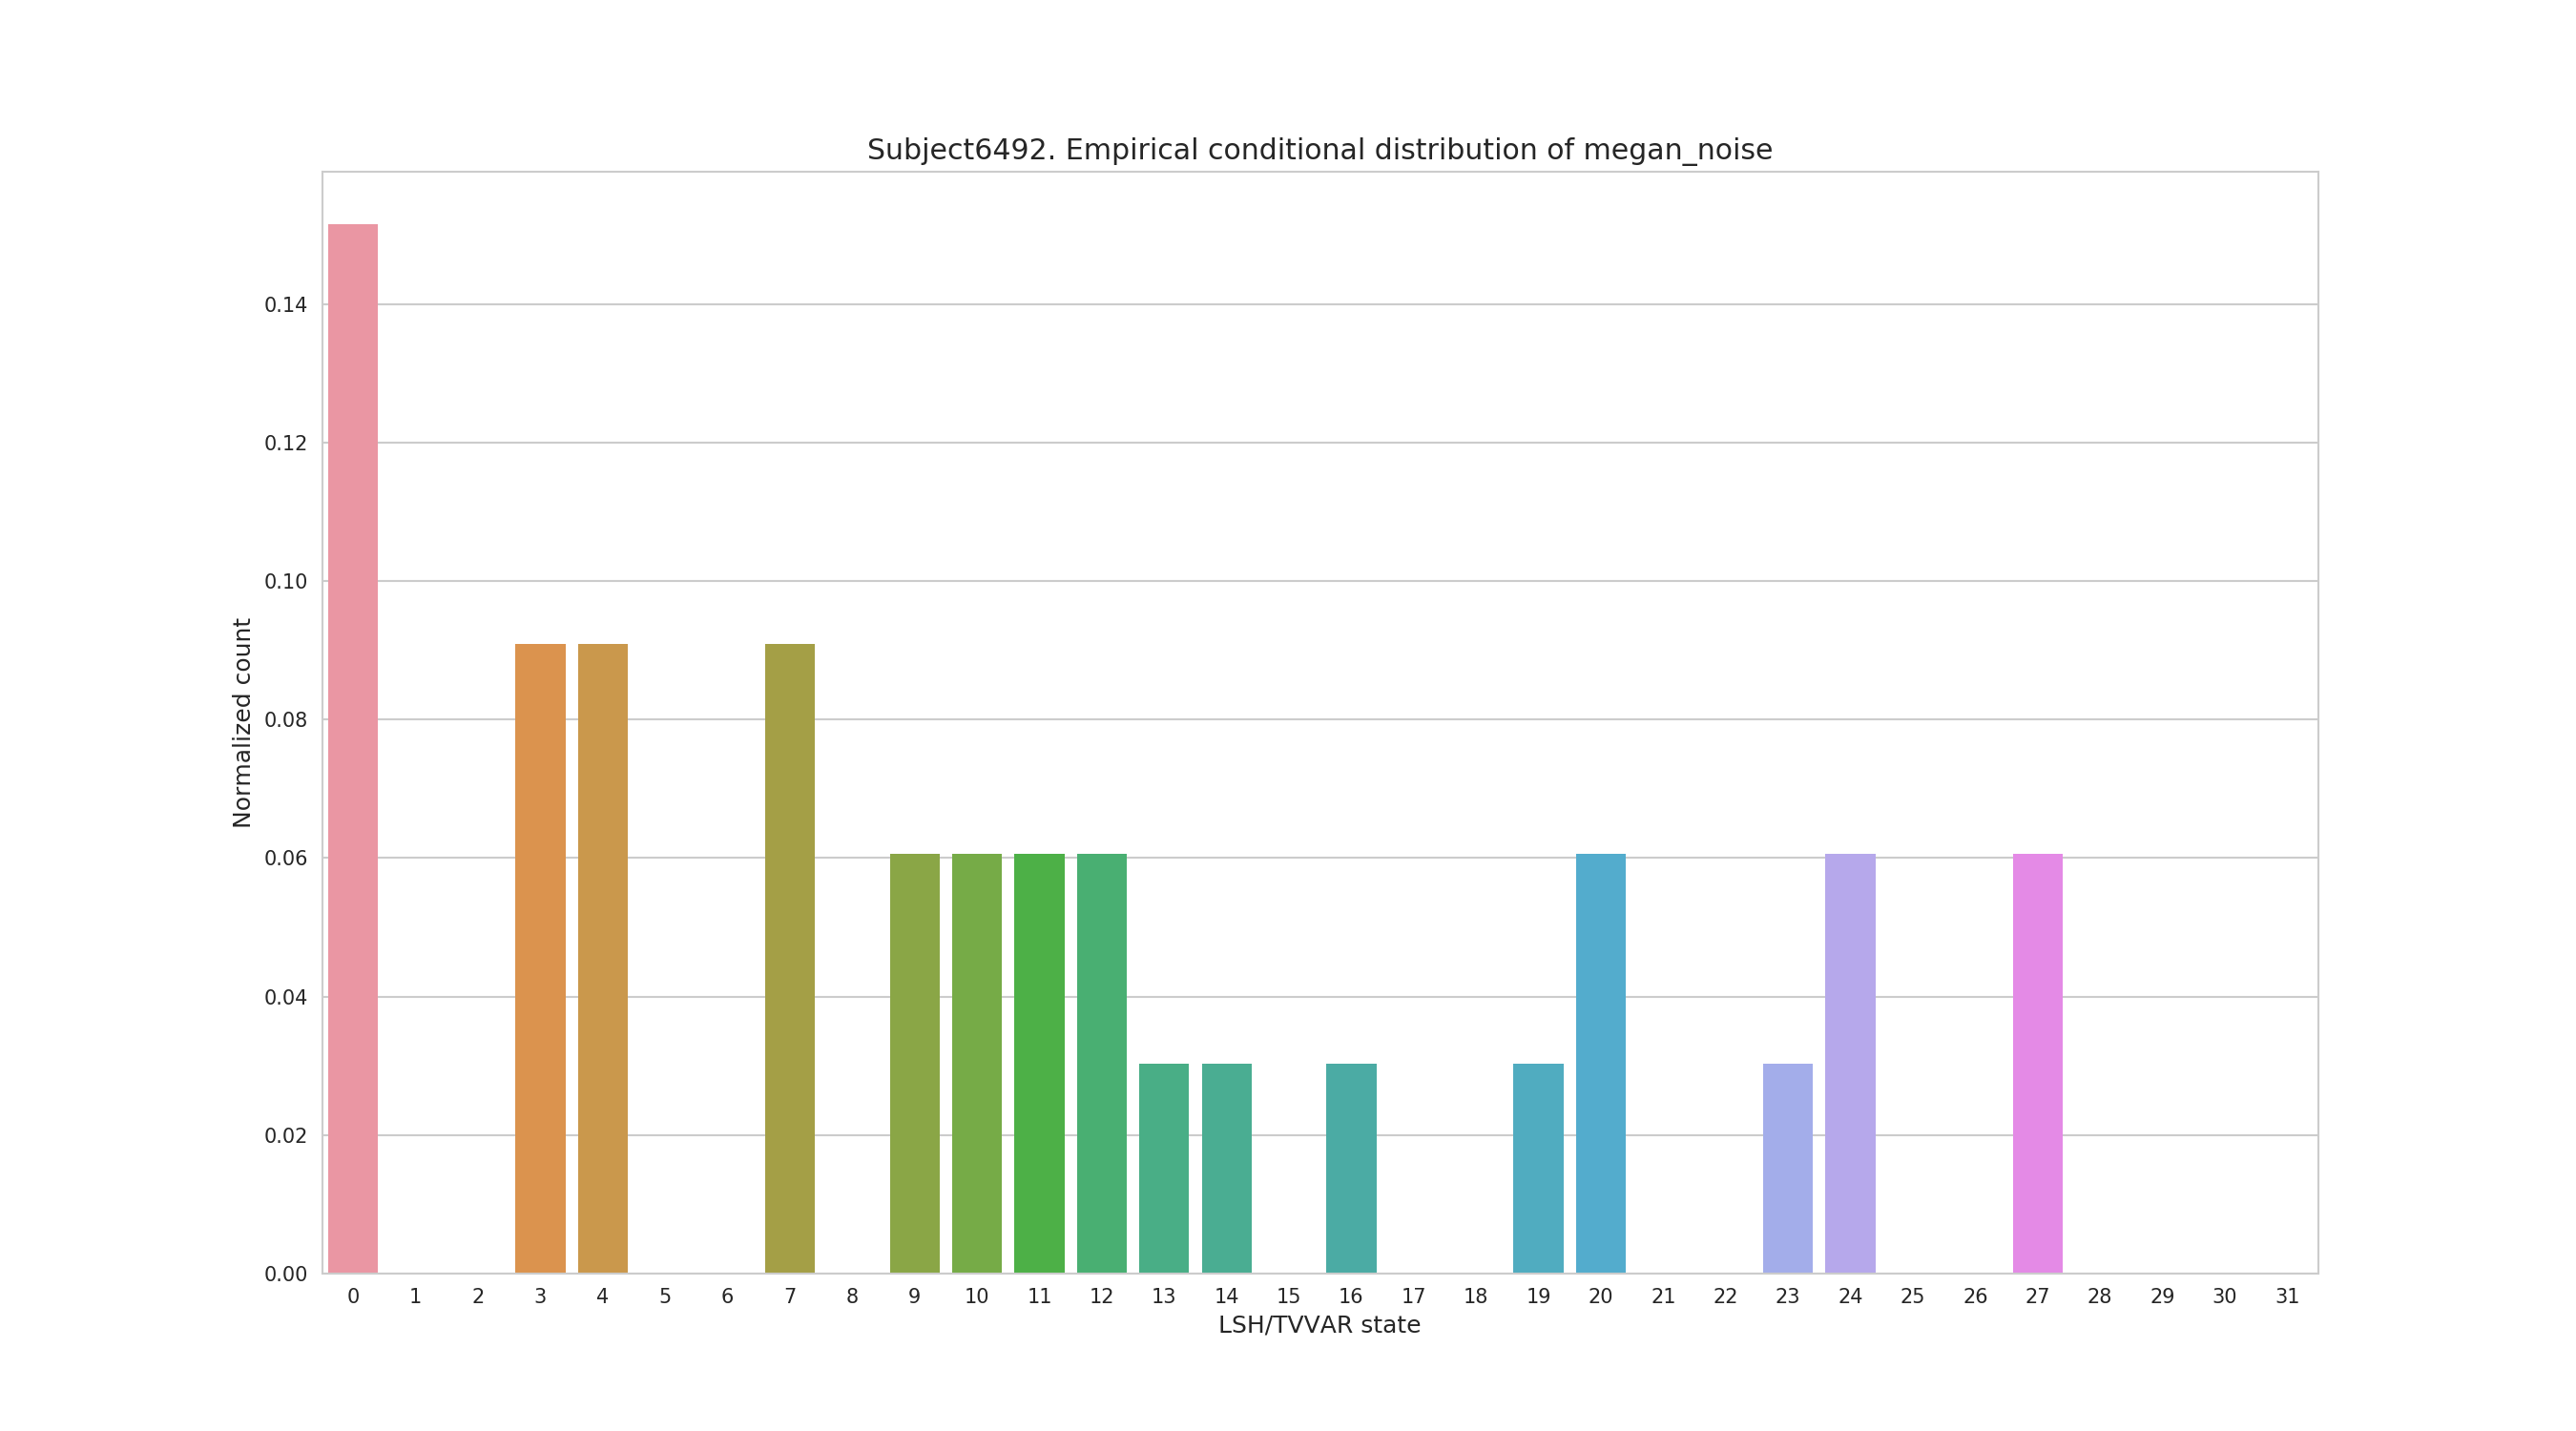 Subject6492. Empirical conditional distribution of megan_noise
0.14
0.12
0.10
0.08
0.06
0.04
0.02
0.00
Normalized count
0 1 2 3 4 5 6 7 8 9 10 11 12 13 14 15 16 17 18 19 20 21 22 23 24 25 26 27 28 29 30 31
LSH/TVVAR state